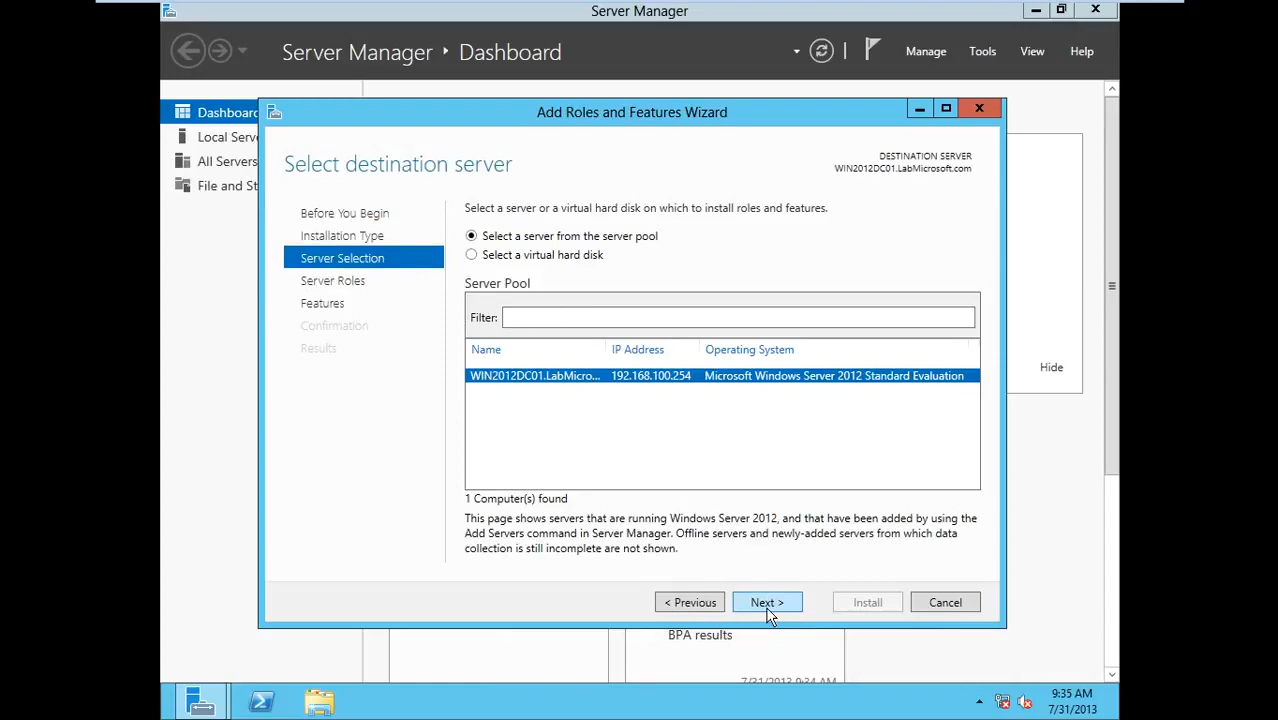 Server Manager
Server Manager ‣ Dashboard
Manage Tools View Help
Dashboard
Local Serve
All Servers
File and St
Hide
BPA results
7/31/2013 9:34 AM
Add Roles and Features Wizard
Select destination server
DESTINATION SERVER
WIN2012DC01.LabMicrosoft.com
Before You Begin
Installation Type
Server Selection
Server Roles
Features
Confirmation
Results
Select a server or a virtual hard disk on which to install roles and features.
Select a server from the server pool
Select a virtual hard disk
Server Pool
Filter:
Name IP Address Operating System
WIN2012DC01.LabMicro... 192.168.100.254 Microsoft Windows Server 2012 Standard Evaluation
1 Computer(s) found
This page shows servers that are running Windows Server 2012, and that have been added by using the
Add Servers command in Server Manager. Offline servers and newly-added servers from which data
collection is still incomplete are not shown.
< Previous Next > Install Cancel
9:35 AM
7/31/2013